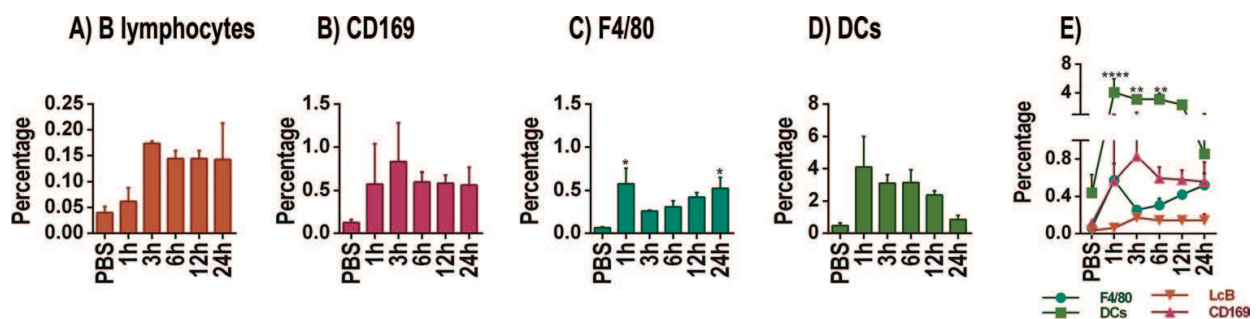 A) B lymphocytes
Percentage
0.25
0.20
0.15
0.10
0.05
0.00
PBS
1h
3h
6h
12h
24h
B) CD169
Percentage
1.5
1.0
0.5
0.0
PBS
1h
3h
6h
12h
24h
C) F4/80
Percentage
1.5
1.0
0.5
0.0
*
*
PBS
1h
3h
6h
12h
24h
D) DCs
Percentage
8
6
4
2
0
PBS
1h
3h
6h
12h
24h
E)
Percentage
8
4
0.8
0.4
0.0
****
**
**
PBS
1h
3h
6h
12h
24h
F4/80
LcB
DCs
CD169